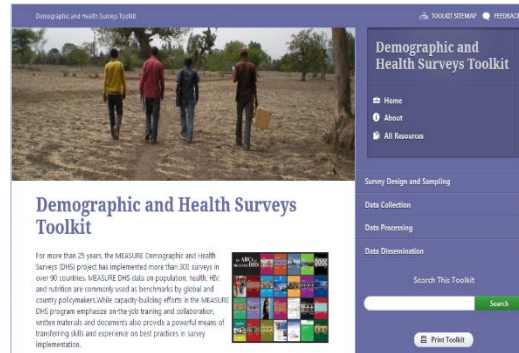 Demographic and Health Surveys Toolkit
TOOLKIT SITEMAP FEEDBACK
Demographic and
Health Surveys Toolkit
Home
About
All Resources
Survey Design and Sampling
Data Collection
Data Processing
Data Dissemination
Search This Toolkit
Search
Print Toolkit
Demographic and Health Surveys
Toolkit
For more than 25 years, the MEASURE Demographic and Health
Surveys (DHS) project has implemented more than 300 surveys in
over 90 countries. MEASURE DHS data on population, health, HIV,
and nutrition are commonly used as benchmarks by global and
country policymakers.While capacity-building efforts in the MEASURE
DHS program emphasize on-the-job training and collaboration,
written materials and documents also provide a powerful means of
transferring skills and experience on best practices in survey
implementation.
the ABCs of
MEASURE DHS